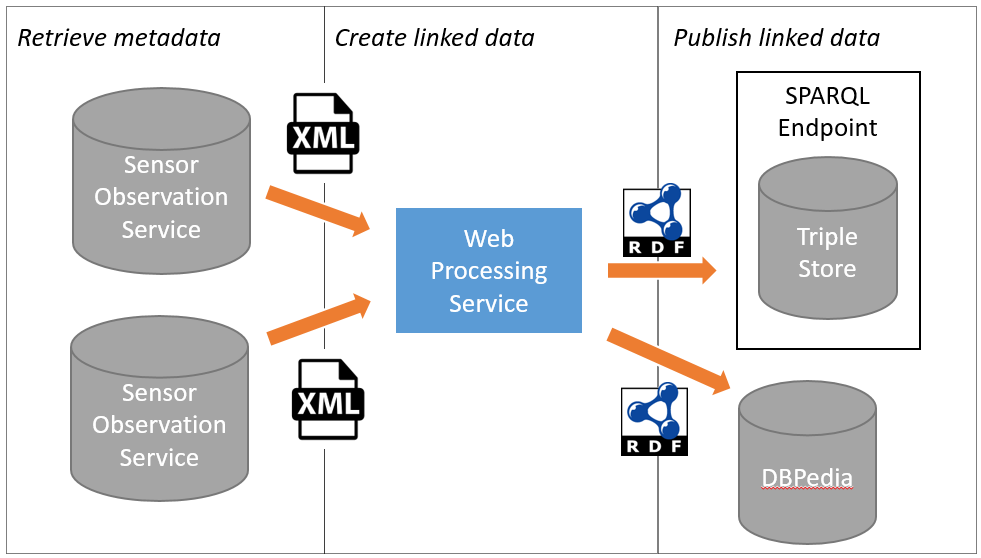 Retrieve metadata
Create linked data
Publish linked data
Sensor
Observation
Service
XML
Sensor
Observation
Service
XML
Web
Processing
Service
RDF
RDF
SPARQL
Endpoint
Triple
Store
DBPedia